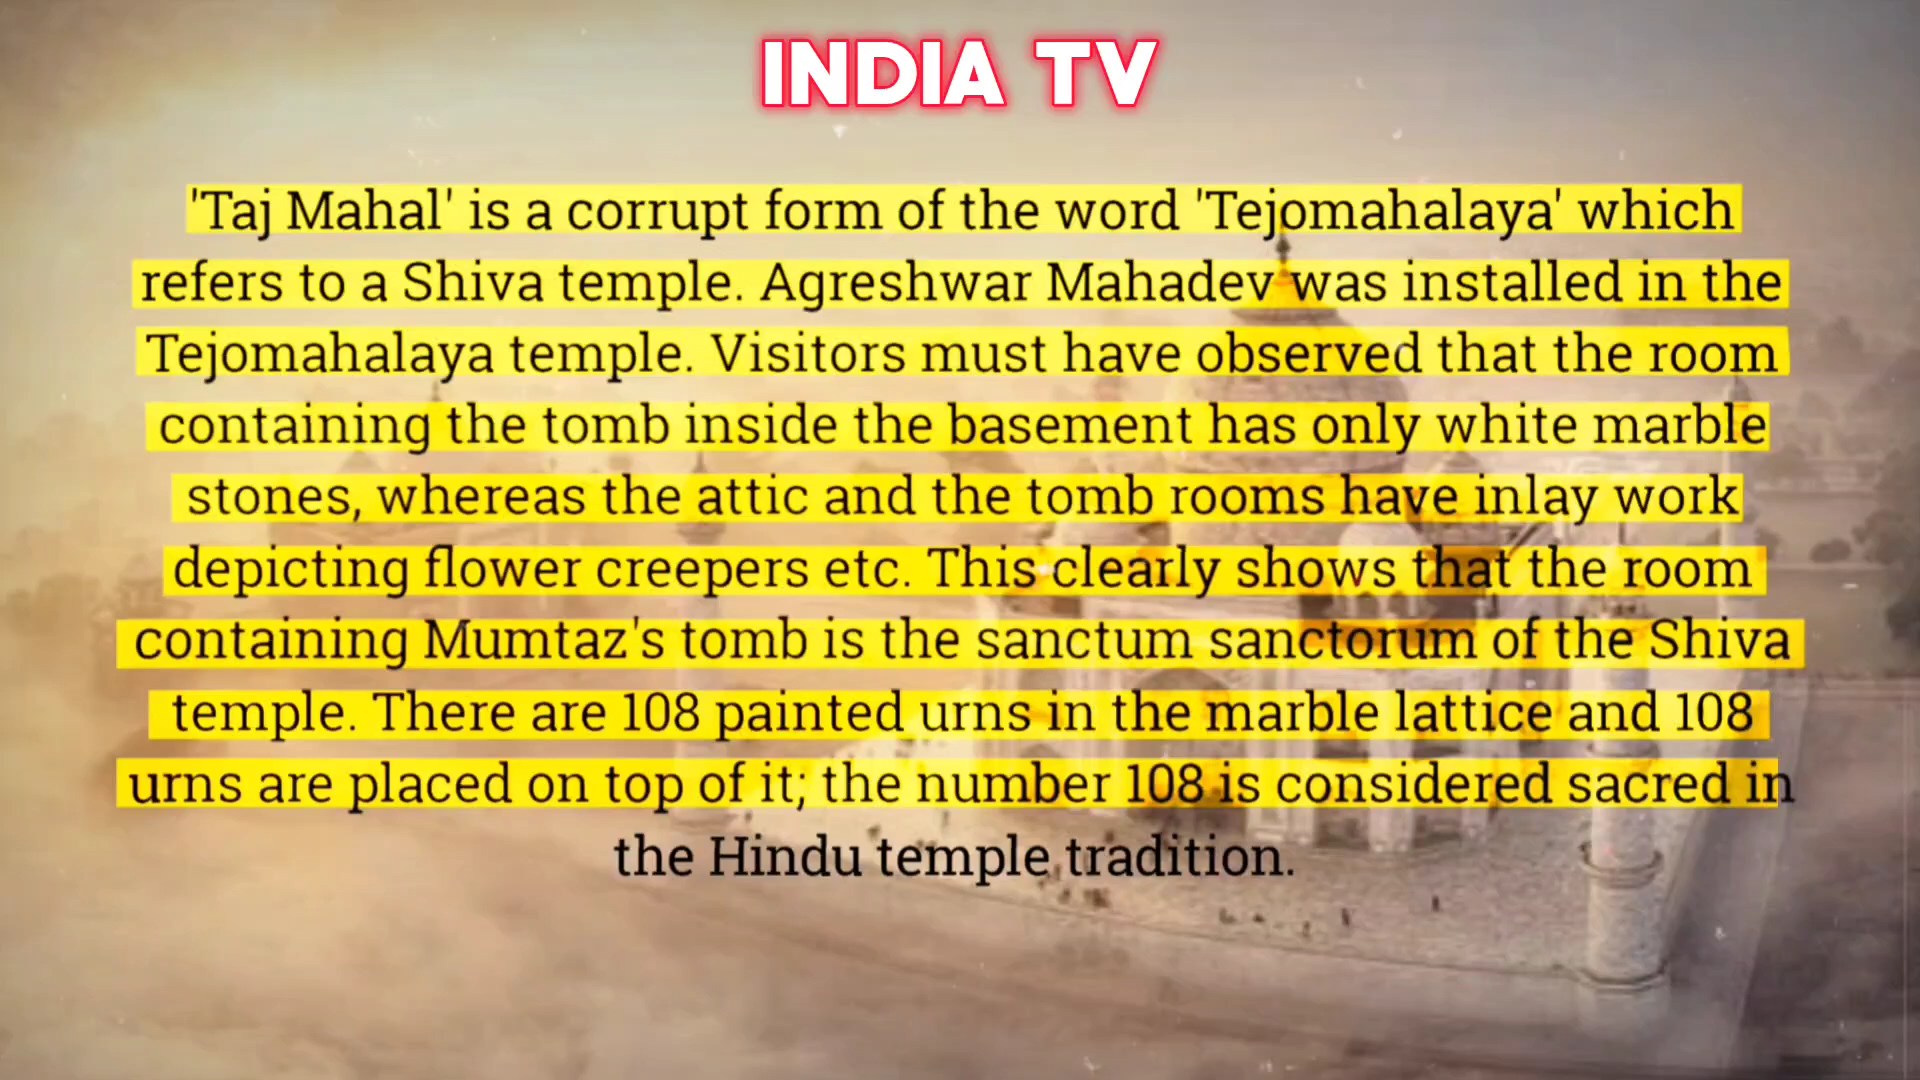 INDIA TV
'Taj Mahal' is a corrupt form of the word 'Tejomahalaya' which
refers to a Shiva temple. Agreshwar Mahadev was installed in the
Tejomahalaya temple. Visitors must have observed that the room
containing the tomb inside the basement has only white marble
stones, whereas the attic and the tomb rooms have inlay work
depicting flower creepers etc. This clearly shows that the room
containing Mumtaz's tomb is the sanctum sanctorum of the Shiva
temple. There are 108 painted urns in the marble lattice and 108
urns are placed on top of it; the number 108 is considered sacred in
the Hindu temple tradition.